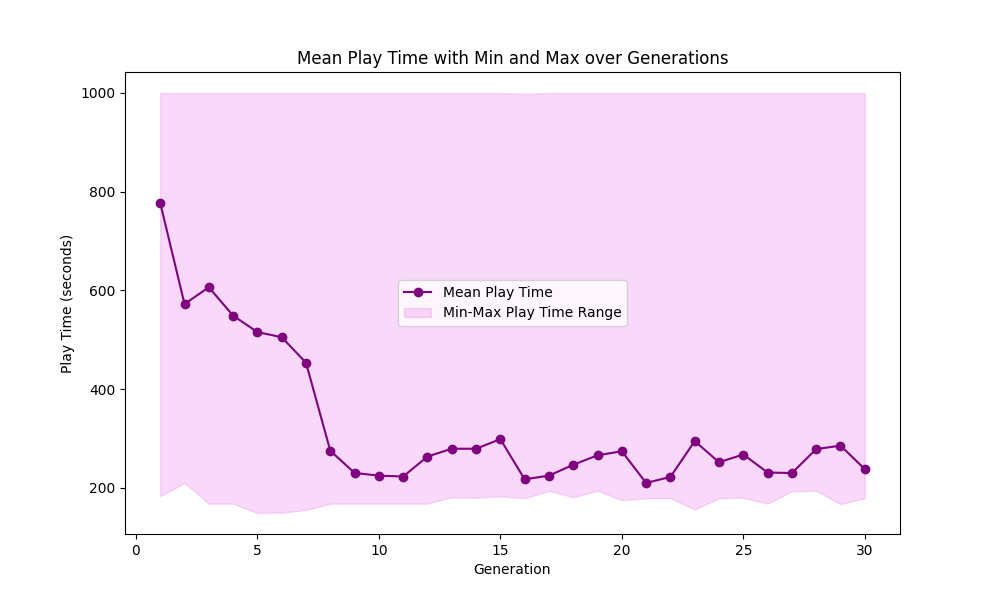 Mean Play Time with Min and Max over Generations
1000
800
600
400
200
Play Time (seconds)
Mean Play Time
Min-Max Play Time Range
0 5 10 15 20 25 30
Generation